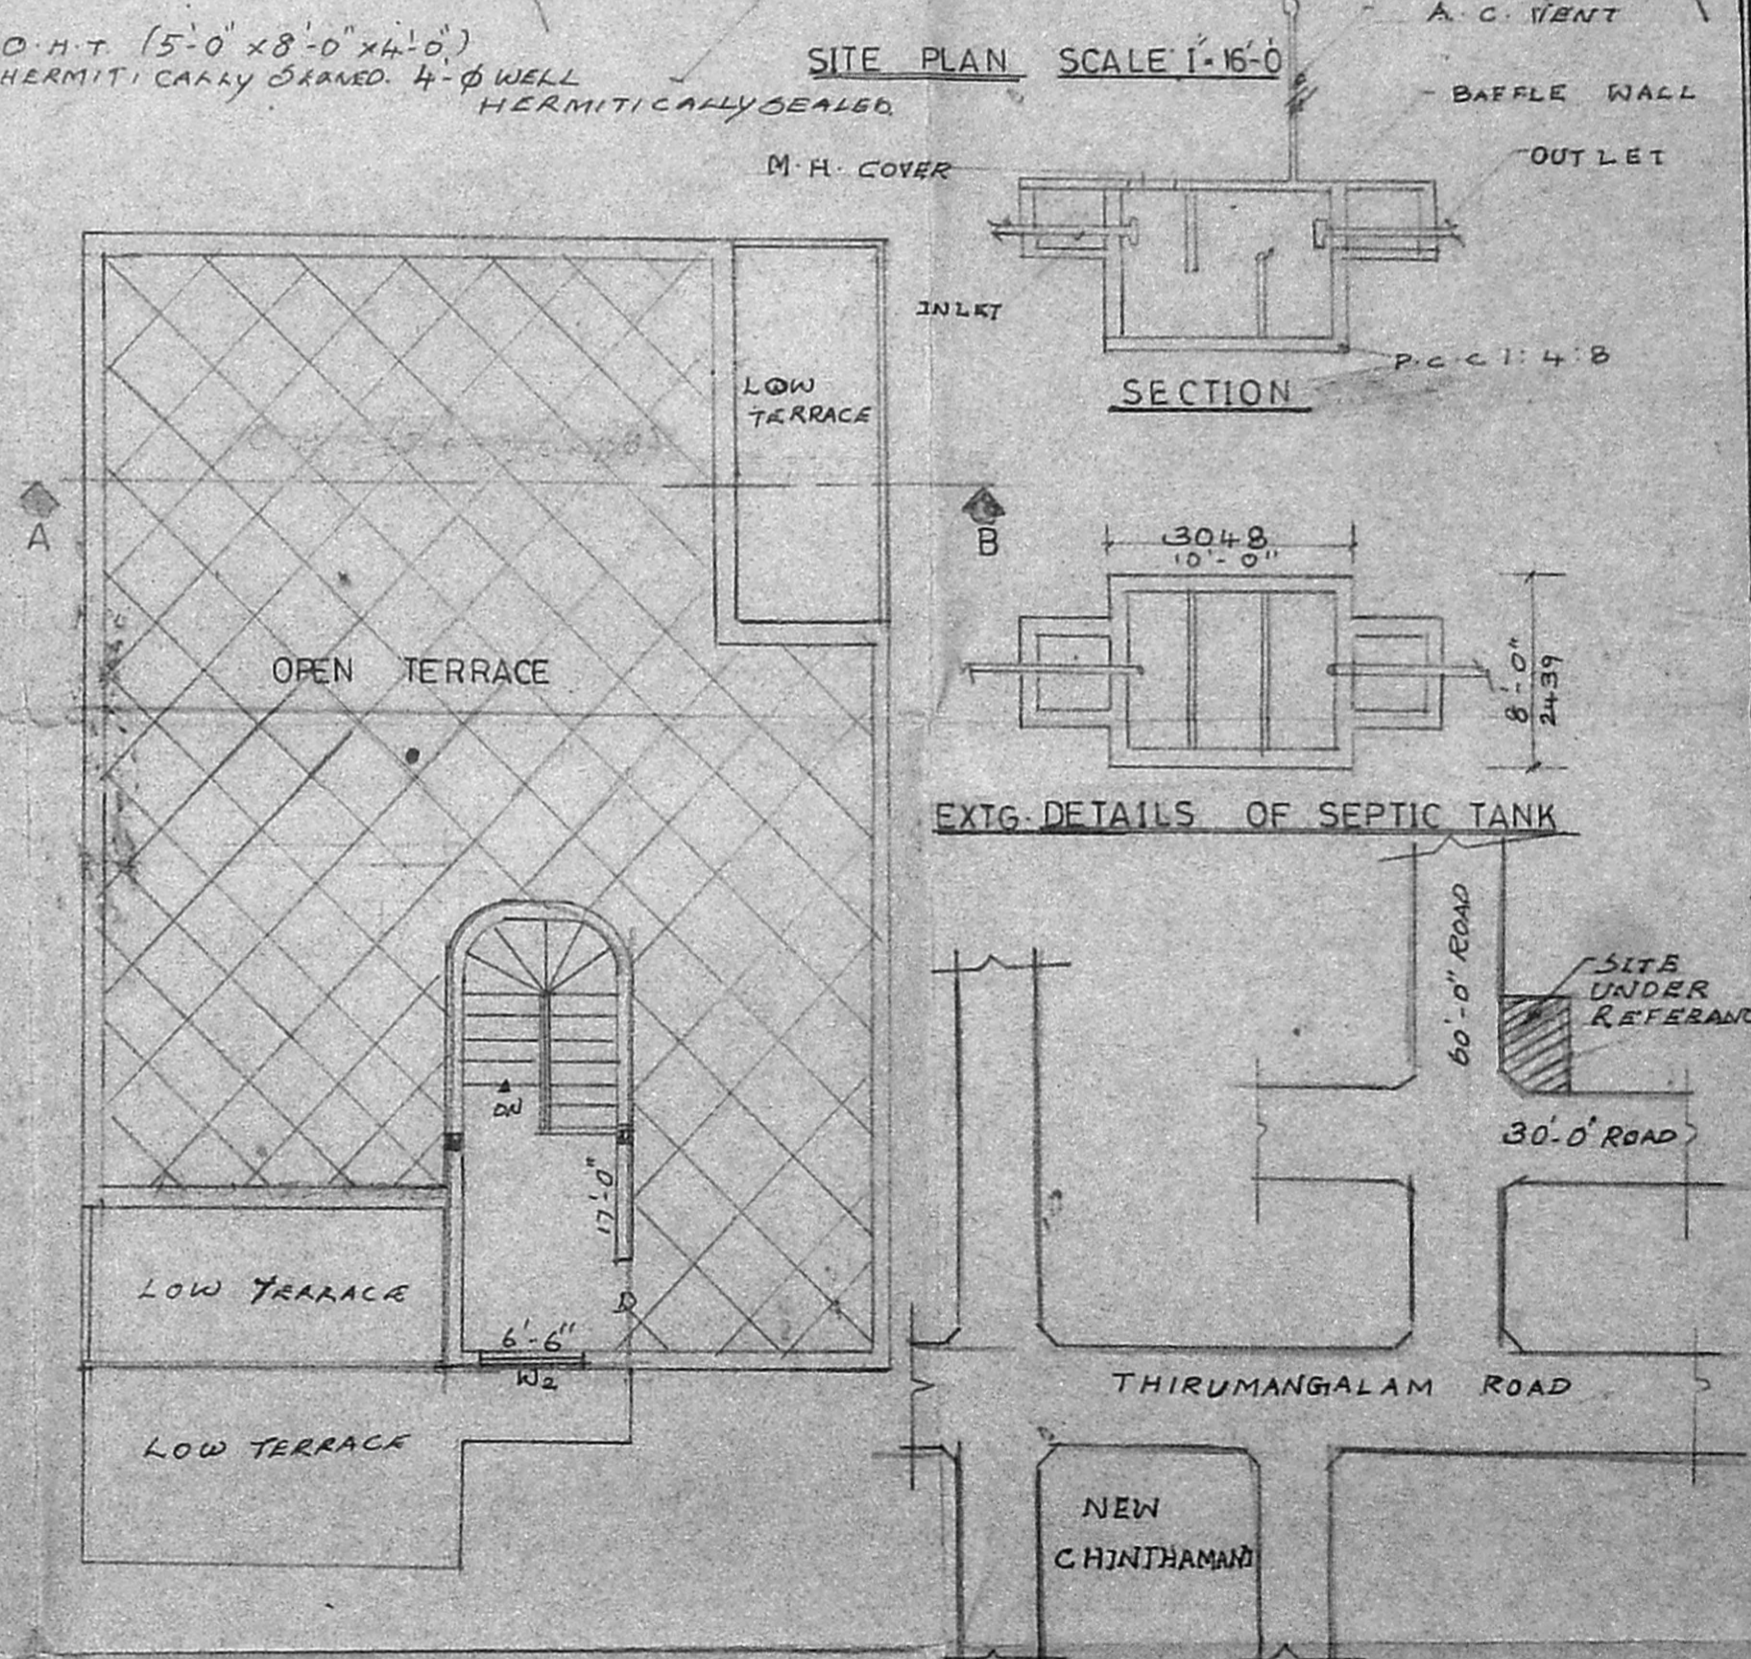 O.H.T (5'-0" x 8'-0" x 4'-0")
HERMITICALLY SEALED. 4'-φ WELL
HERMITICALLY SEALED.
SITE PLAN SCALE 1"=16'-0
A.C. VENT
BAFFLE WALL
OUTLET
M.H. COVER
INLET
P.C.C 1:4:8
SECTION
LOW
TERRACE
A
B
3048
10'-0"
8'-0"
2439
OPEN TERRACE
EXTG. DETAILS OF SEPTIC TANK
60'-0" ROAD
SITE
UNDER
REFERANC
30'-0" ROAD
DN
17'-0"
LOW TERRACE
D
6'-6"
W2
LOW TERRACE
THIRUMANGALAM ROAD
NEW
CHINTHAMANI